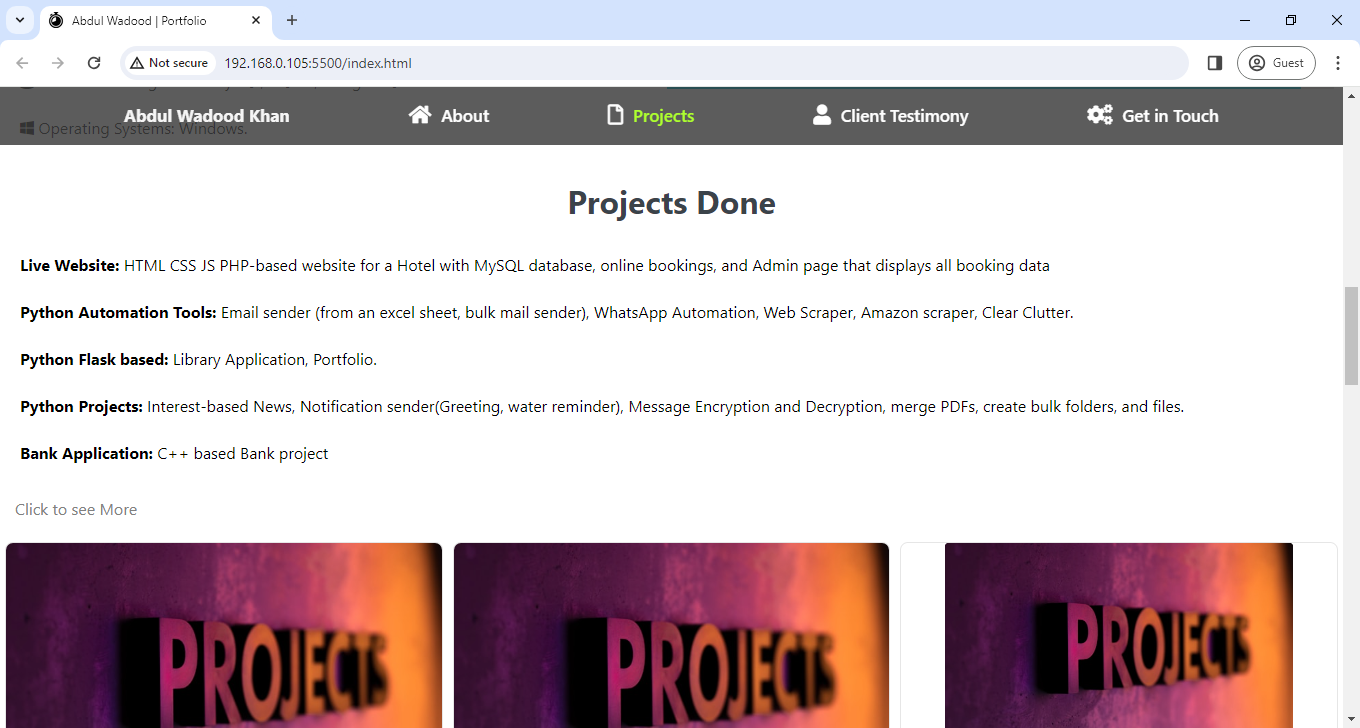 Abdul Wadood | Portfolio
Not secure
192.168.0.105:5500/index.html
Guest
Abdul Wadood Khan
About
Projects
Client Testimony
Get in Touch
Operating Systems: Windows.
Projects Done
Live Website: HTML CSS JS PHP-based website for a Hotel with MySQL database, online bookings, and Admin page that displays all booking data
Python Automation Tools: Email sender (from an excel sheet, bulk mail sender), WhatsApp Automation, Web Scraper, Amazon scraper, Clear Clutter.
Python Flask based: Library Application, Portfolio.
Python Projects: Interest-based News, Notification sender(Greeting, water reminder), Message Encryption and Decryption, merge PDFs, create bulk folders, and files.
Bank Application: C++ based Bank project
Click to see More
PROJECTS
PROJECTS
PROJECTS